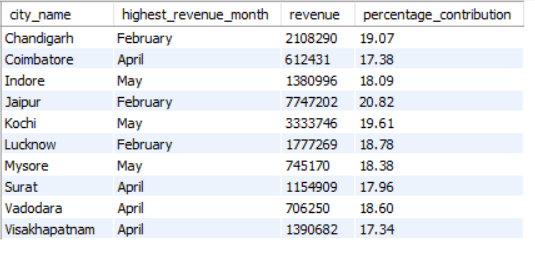 city_name highest_revenue_month revenue percentage_contribution
Chandigarh February 2108290 19.07
Coimbatore April 612431 17.38
Indore May 1380996 18.09
Jaipur February 7747202 20.82
Kochi May 3333746 19.61
Lucknow February 1777269 18.78
Mysore May 745170 18.38
Surat April 1154909 17.96
Vadodara April 706250 18.60
Visakhapatnam April 1390682 17.34